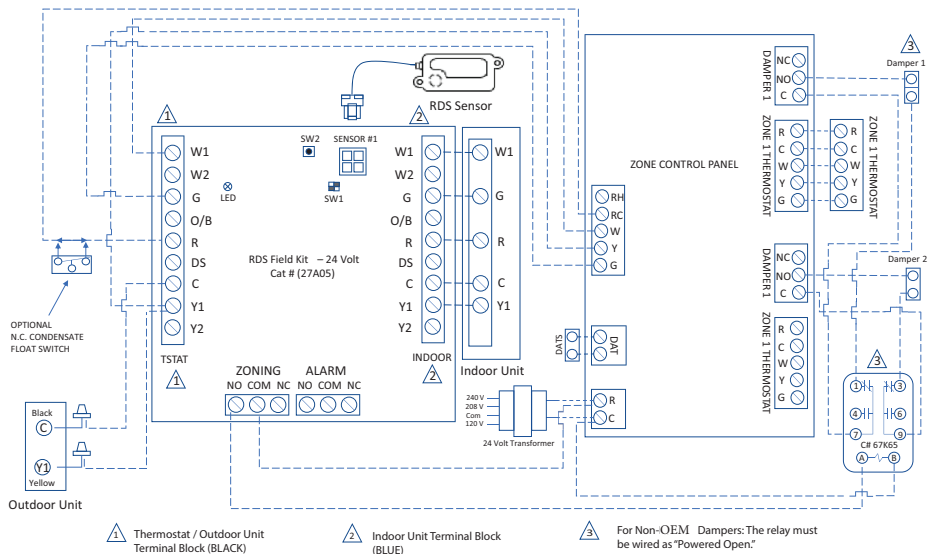 3
Damper 1
DAMPER 1
NC
NO
C
RDS Sensor
1
2
SW2
SENSOR #1
LED
SW1
W1
W2
G
O/B
R
DS
C
Y1
Y2
TSTAT
1
RDS Field Kit – 24 Volt
Cat # (27A05)
W1
W2
G
O/B
R
DS
C
Y1
Y2
INDOOR
2
W1
G
R
C
Y1
Indoor Unit
ZONING
NO COM NC
ALARM
NO COM NC
OPTIONAL
N.C. CONDENSATE
FLOAT SWITCH
Black
C
Y1
Yellow
Outdoor Unit
ZONE CONTROL PANEL
RH
RC
W
Y
G
ZONE 1 THERMOSTAT
R
C
W
Y
G
R
C
W
Y
G
ZONE 1 THERMOSTAT
DAMPER 1
NC
NO
C
Damper 2
ZONE 1 THERMOSTAT
R
C
W
Y
G
DATS
DAT
R
C
240 V
208 V
Com
120 V
24 Volt Transformer
3
1
3
4
6
7
9
C# 67K65
A
B
1 Thermostat / Outdoor Unit
Terminal Block (BLACK)
2 Indoor Unit Terminal Block
(BLUE)
3 For Non-OEM Dampers: The relay must
be wired as “Powered Open.”